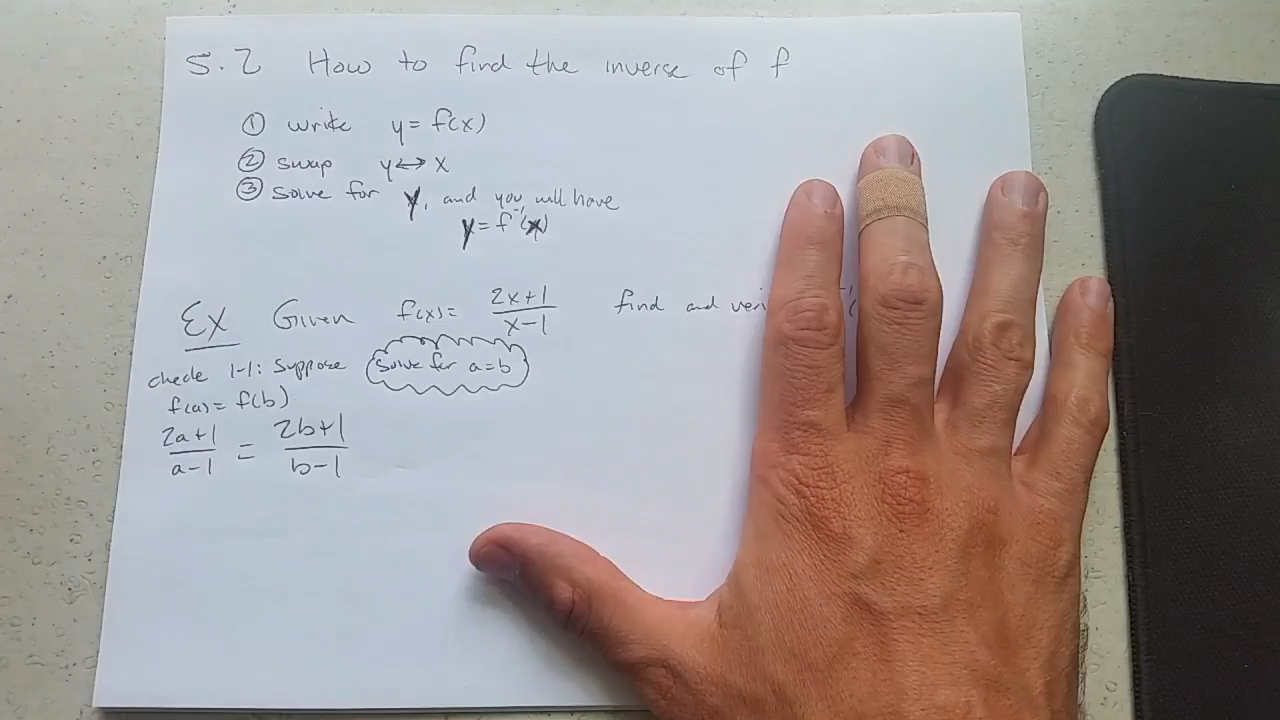 5.2 How to find the inverse of f
① write y = f(x)
② swap y ↔ x
③ solve for y, and you will have
y = f⁻¹(x)
Ex Given f(x) = (2x+1)/(x-1) find and
check 1-1: Suppose solve for a=b
f(a) = f(b)
(2a+1)/(a-1) = (2b+1)/(b-1)